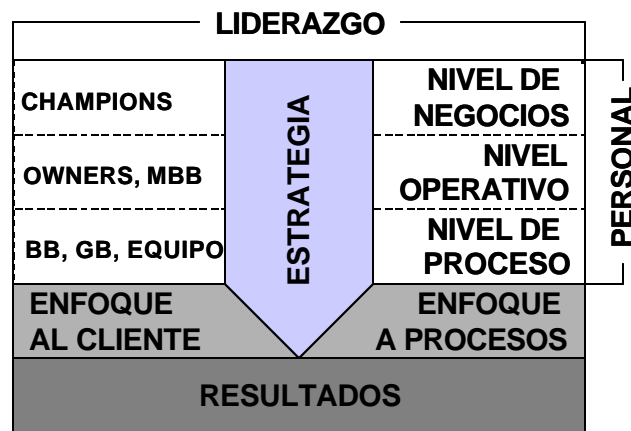 LIDERAZGO
CHAMPIONS
NIVEL DE
NEGOCIOS
OWNERS, MBB
NIVEL
OPERATIVO
BB, GB, EQUIPO
NIVEL DE
PROCESO
ESTRATEGIA
PERSONAL
ENFOQUE
AL CLIENTE
ENFOQUE
A PROCESOS
RESULTADOS